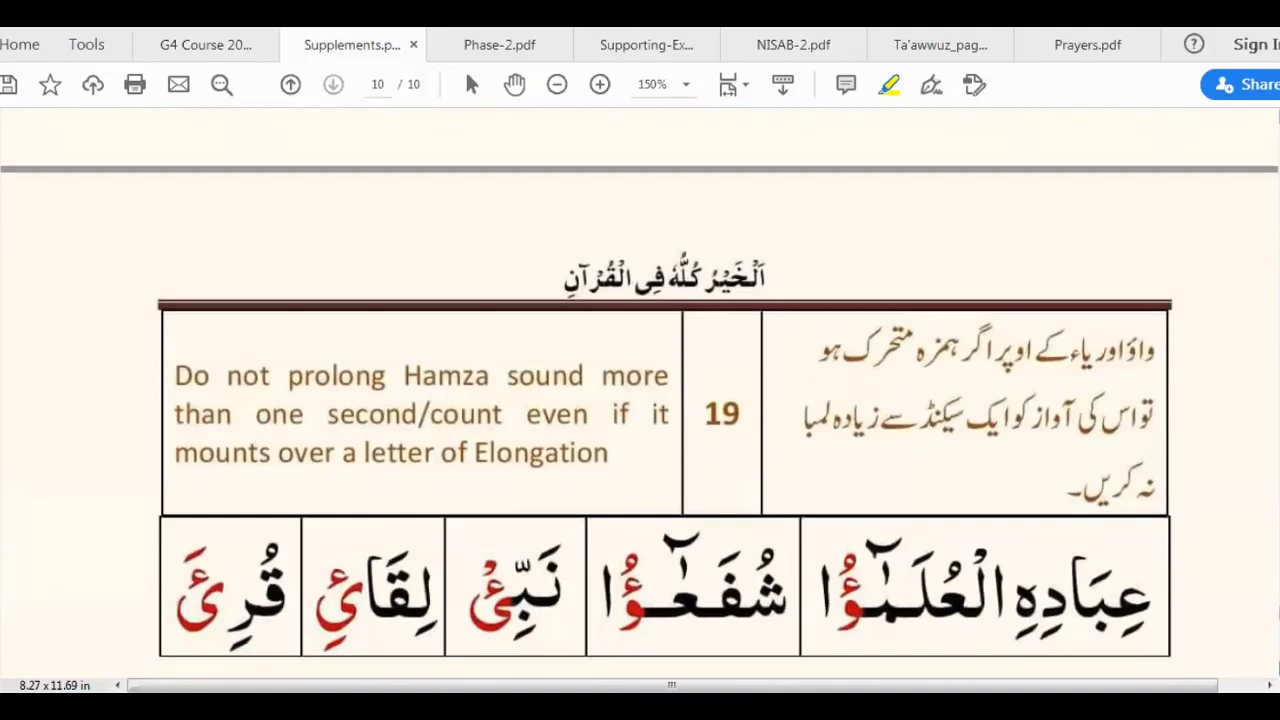 Home Tools G4 Course 20... Supplements.p... × Phase-2.pdf Supporting-Ex... NISAB-2.pdf Ta'awwuz_pag... Prayers.pdf ? Sign I
10 / 10 150% Share
اَلْخَيْرُ كُلُّهٗ فِى الْقُرْآنِ
Do not prolong Hamza sound more
than one second/count even if it
mounts over a letter of Elongation
19
واؤ اور یاء کے اوپر اگر ہمزہ متحرک ہو
تو اس کی آواز کو ایک سیکنڈ سے زیادہ لمبا
نہ کریں۔
عِبَادِهِ الْعُلَمٰٓؤُا شُفَعٰٓؤُا نَبِّئْ لِقَائِ قُرِئَ
8.27 x 11.69 in